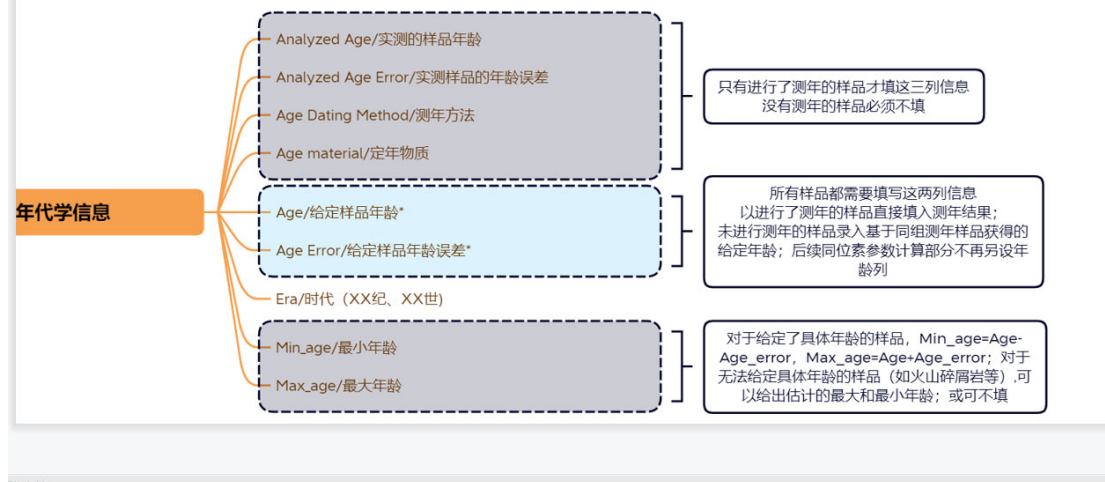 Analyzed Age/实测的样品年龄
Analyzed Age Error/实测样品的年龄误差
Age Dating Method/测年方法
Age material/定年物质
只有进行了测年的样品才填这三列信息
没有测年的样品必须不填
年代学信息
Age/给定样品年龄*
Age Error/给定样品年龄误差*
所有样品都需要填写这两列信息
以进行了测年的样品直接填入测年结果；
未进行测年的样品录入基于同组测年样品获得的
给定年龄；后续同位素参数计算部分不再另设年
龄列
Era/时代（XX纪、XX世)
Min_age/最小年龄
Max_age/最大年龄
对于给定了具体年龄的样品，Min_age=Age-
Age_error，Max_age=Age+Age_error；对于
无法给定具体年龄的样品（如火山碎屑岩等）,可
以给出估计的最大和最小年龄；或可不填